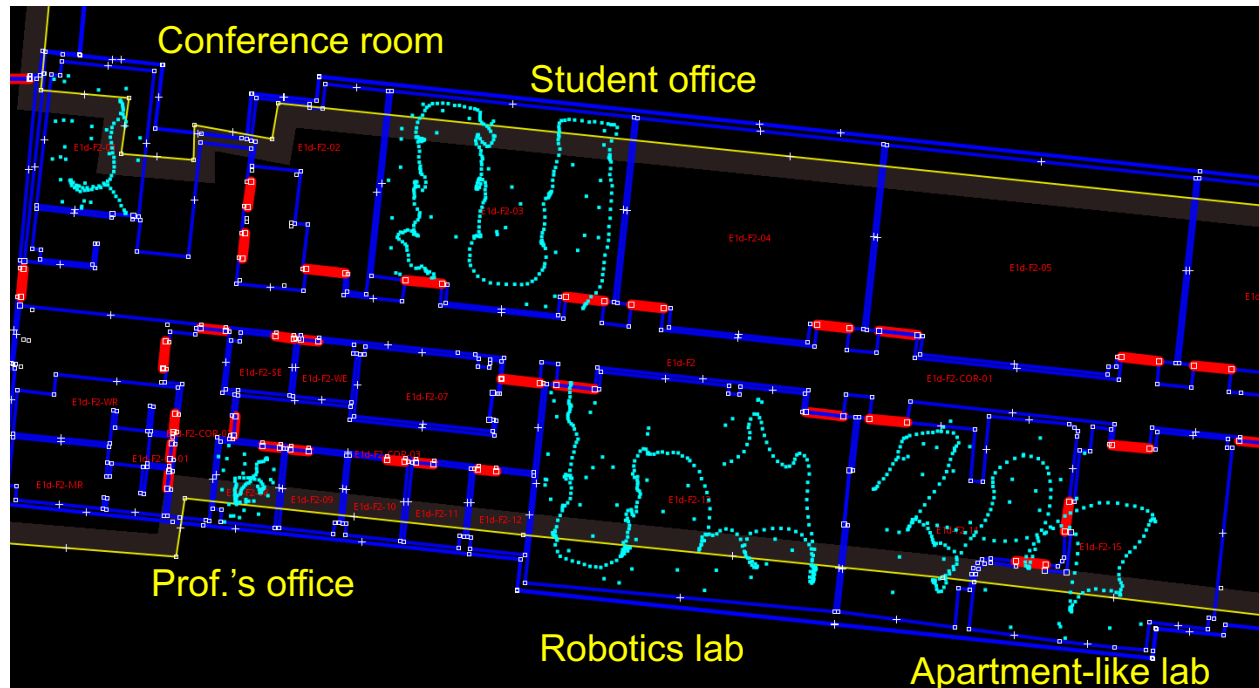 Conference room
Student office
E1d-F2-02
E1d-F2-03
E1d-F2-04
E1d-F2-05
E1d-F2
E1d-F2-COR-01
E1d-F2-SE
E1d-F2-WE
E1d-F2-07
E1d-F2-WR
E1d-F2-MR
E1d-F2-09
E1d-F2-10
E1d-F2-11
E1d-F2-12
E1d-F2-15
Prof.'s office
Robotics lab
Apartment-like lab